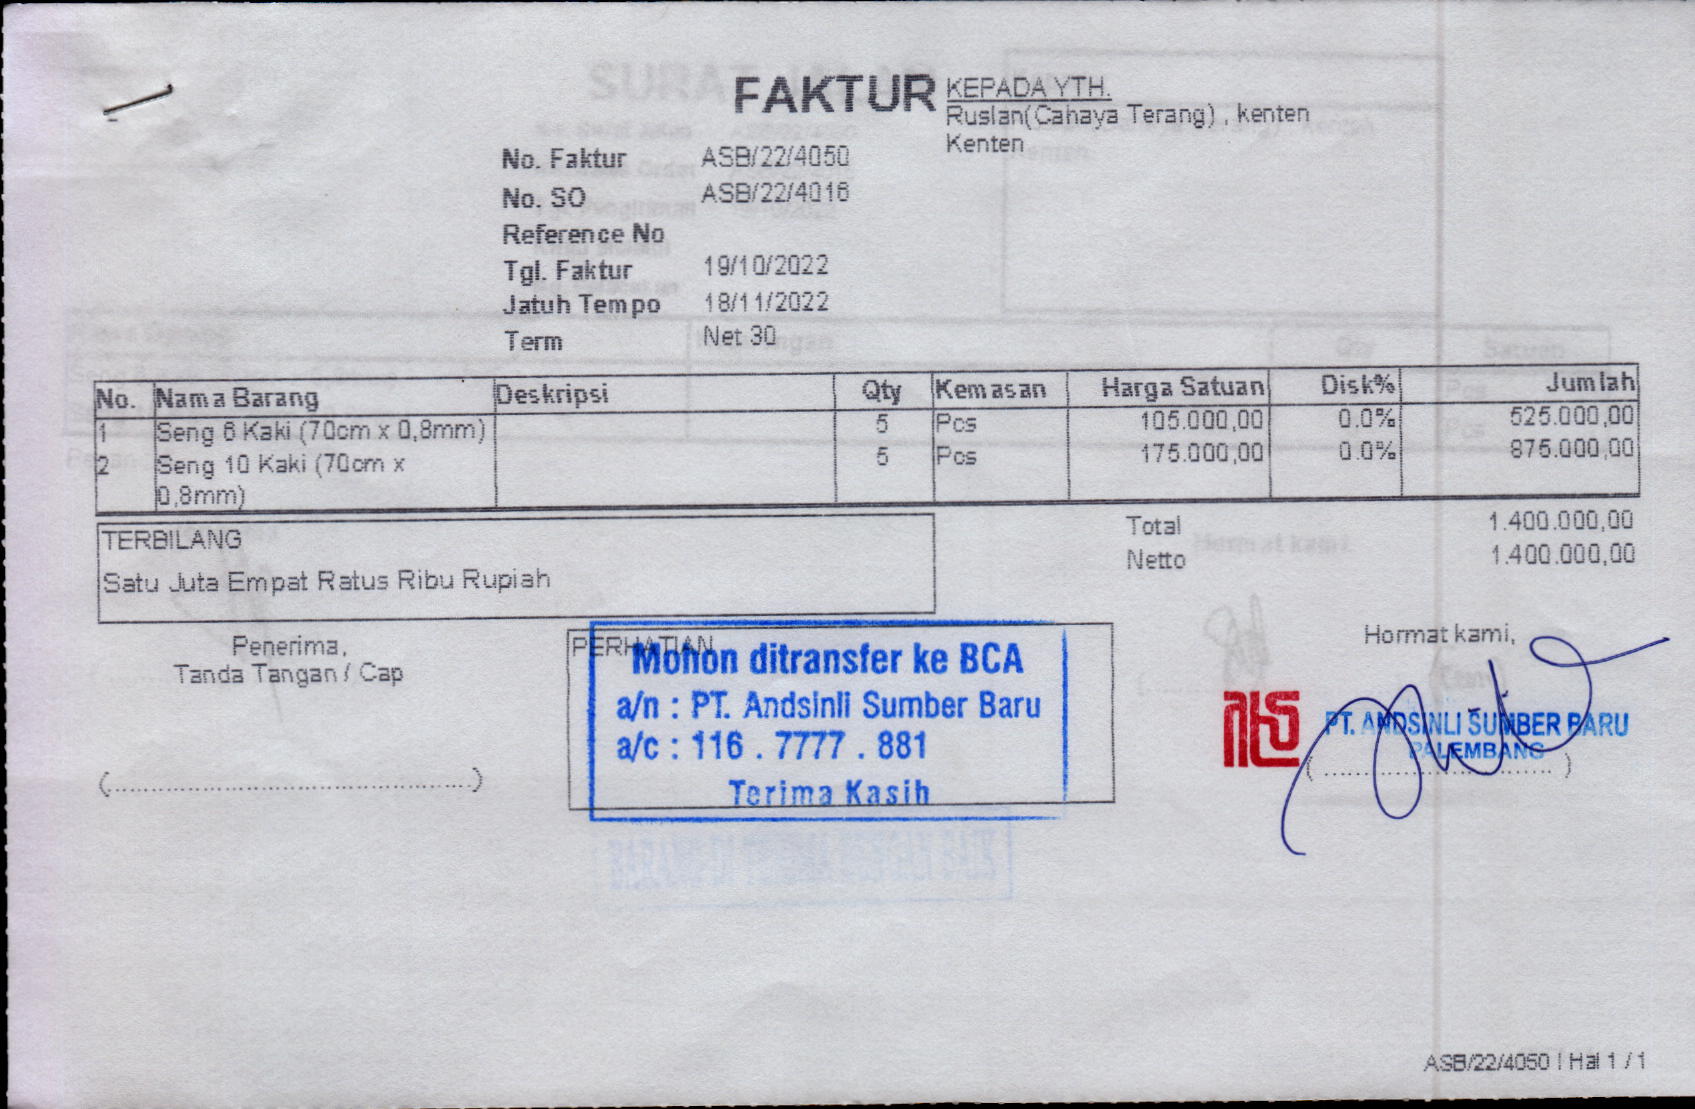 FAKTUR
KEPADA YTH.
Ruslan(Cahaya Terang) , kenten
Kenten
No. Faktur ASB/22/4050
No. SO ASB/22/4016
Reference No
Tgl. Faktur 19/10/2022
Jatuh Tempo 18/11/2022
Term Net 30
No. Nama Barang Deskripsi Qty Kemasan Harga Satuan Disk% Jumlah
1 Seng 6 Kaki (70cm x 0,8mm) 5 Pcs 105.000,00 0.0% 525.000,00
2 Seng 10 Kaki (70cm x 5 Pcs 175.000,00 0.0% 875.000,00
0,8mm)
Total 1.400.000,00
Netto 1.400.000,00
TERBILANG
Satu Juta Empat Ratus Ribu Rupiah
Penerima,
Tanda Tangan / Cap
(..........................................................)
PERHATIAN
Mohon ditransfer ke BCA
a/n : PT. Andsinli Sumber Baru
a/c : 116 . 7777 . 881
Terima Kasih
Hormat kami,
PT. ANDSINLI SUMBER BARU
PALEMBANG
( .................................... )
ASB/22/4050 | Hal 1 / 1